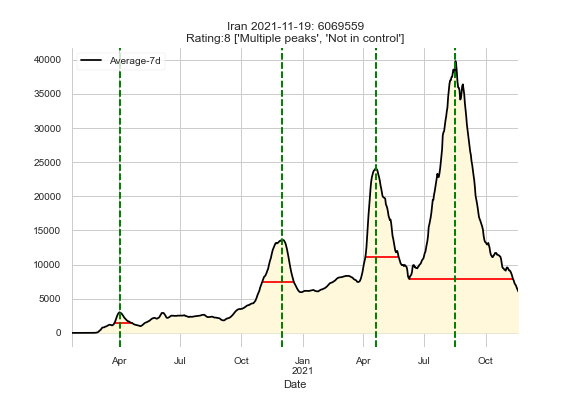 Iran 2021-11-19: 6069559
Rating:8 ['Multiple peaks', 'Not in control']
Average-7d
40000
35000
30000
25000
20000
15000
10000
5000
0
Apr Jul Oct Jan Apr Jul Oct
2021
Date